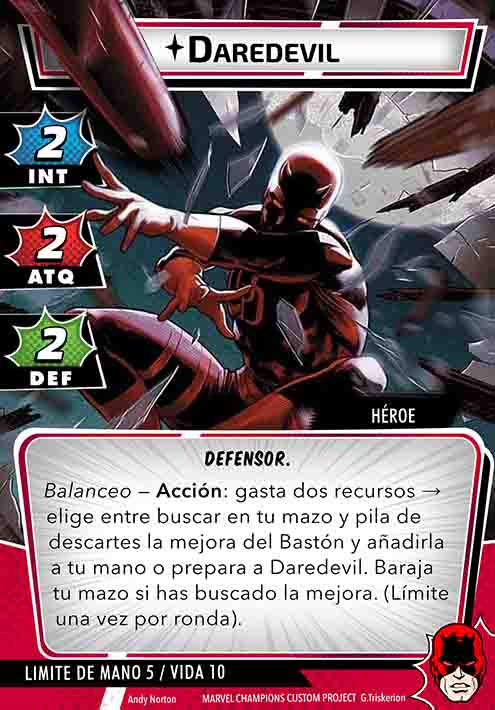 DAREDEVIL
2
INT
2
ATQ
2
DEF
HÉROE
DEFENSOR.
Balanceo – Acción: gasta dos recursos →
elige entre buscar en tu mazo y pila de
descartes la mejora del Bastón y añadirla
a tu mano o prepara a Daredevil. Baraja
tu mazo si has buscado la mejora. (Límite
una vez por ronda).
LIMITE DE MANO 5 / VIDA 10
Andy Norton MARVEL CHAMPIONS CUSTOM PROJECT G.Triskerion